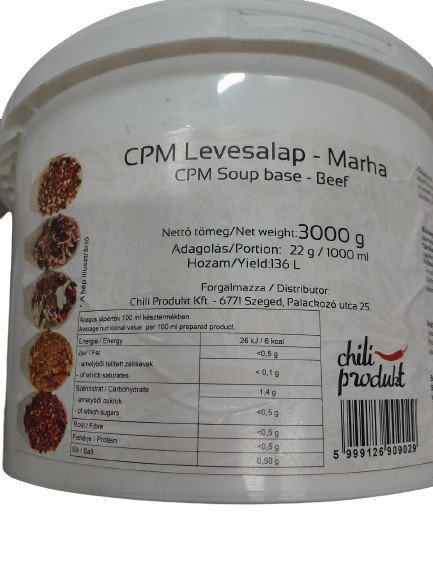 CPM Levesalap - Marha
CPM Soup base - Beef
Nettó tömeg/Net weight:3000 g
Adagolás/Portion: 22 g / 1000 ml
Hozam/Yield:136 L
Forgalmazza / Distributor:
Chili Produkt Kft. - 6771 Szeged, Palackozó utca 25.
* A kép illusztráció
Átlagos tápérték 100 ml késztermékben
Average nutritional value per 100 ml prepared product.
Energia / Energy 26 kJ / 6 kcal
Zsír / Fat <0,5 g
- amelyből telített zsírsavak
- of which saturates < 0,1 g
Szénhidrát / Carbohydrate 1,4 g
- amelyből cukrok
- of which sugars <0,5 g
Rost / Fibre <0,5 g
Fehérje / Protein <0,5 g
Só / Salt 0,50 g
chili
produkt
5 999126 909029